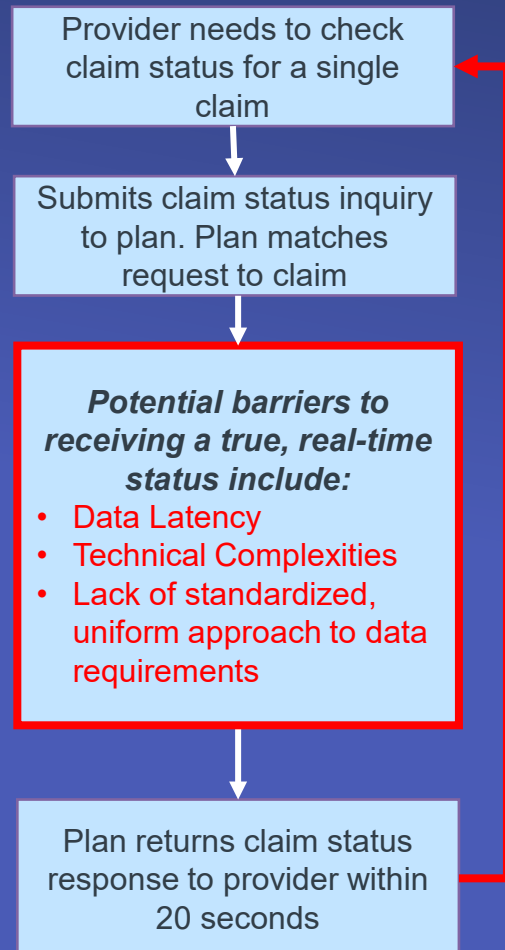 Provider needs to check
claim status for a single
claim
Submits claim status inquiry
to plan. Plan matches
request to claim
Potential barriers to
receiving a true, real-time
status include:
• Data Latency
• Technical Complexities
• Lack of standardized,
uniform approach to data
requirements
Plan returns claim status
response to provider within
20 seconds